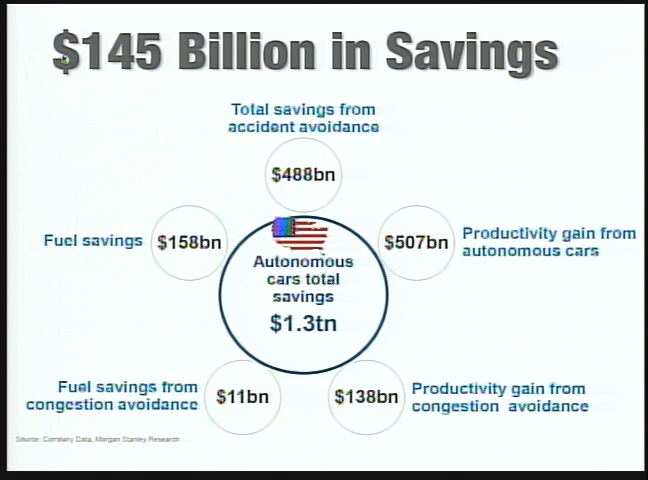 $145 Billion in Savings
Total savings from
accident avoidance
$488bn
Fuel savings
$158bn
$507bn
Productivity gain from
autonomous cars
Autonomous
cars total
savings
$1.3tn
Fuel savings from
congestion avoidance
$11bn
$138bn
Productivity gain from
congestion avoidance
Source: Company Data, Morgan Stanley Research